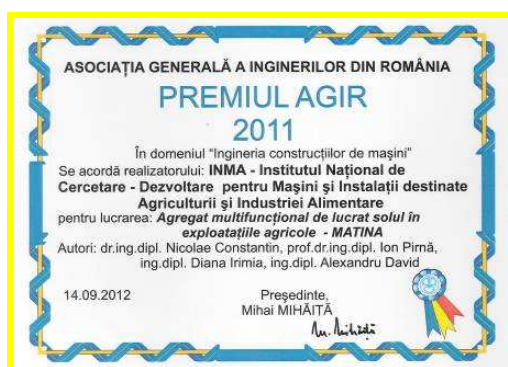 ASOCIAȚIA GENERALĂ A INGINERILOR DIN ROMÂNIA
PREMIUL AGIR
2011
În domeniul "Ingineria construcțiilor de mașini"
Se acordă realizatorului: INMA - Institutul Național de
Cercetare - Dezvoltare pentru Mașini și Instalații destinate
Agriculturii și Industriei Alimentare
pentru lucrarea: Agregat multifuncțional de lucrat solul în
exploatațiile agricole - MATINA
Autori: dr.ing.dipl. Nicolae Constantin, prof.dr.ing.dipl. Ion Pirnă,
ing.dipl. Diana Irimia, ing.dipl. Alexandru David
14.09.2012
Președinte,
Mihai MIHĂIȚĂ